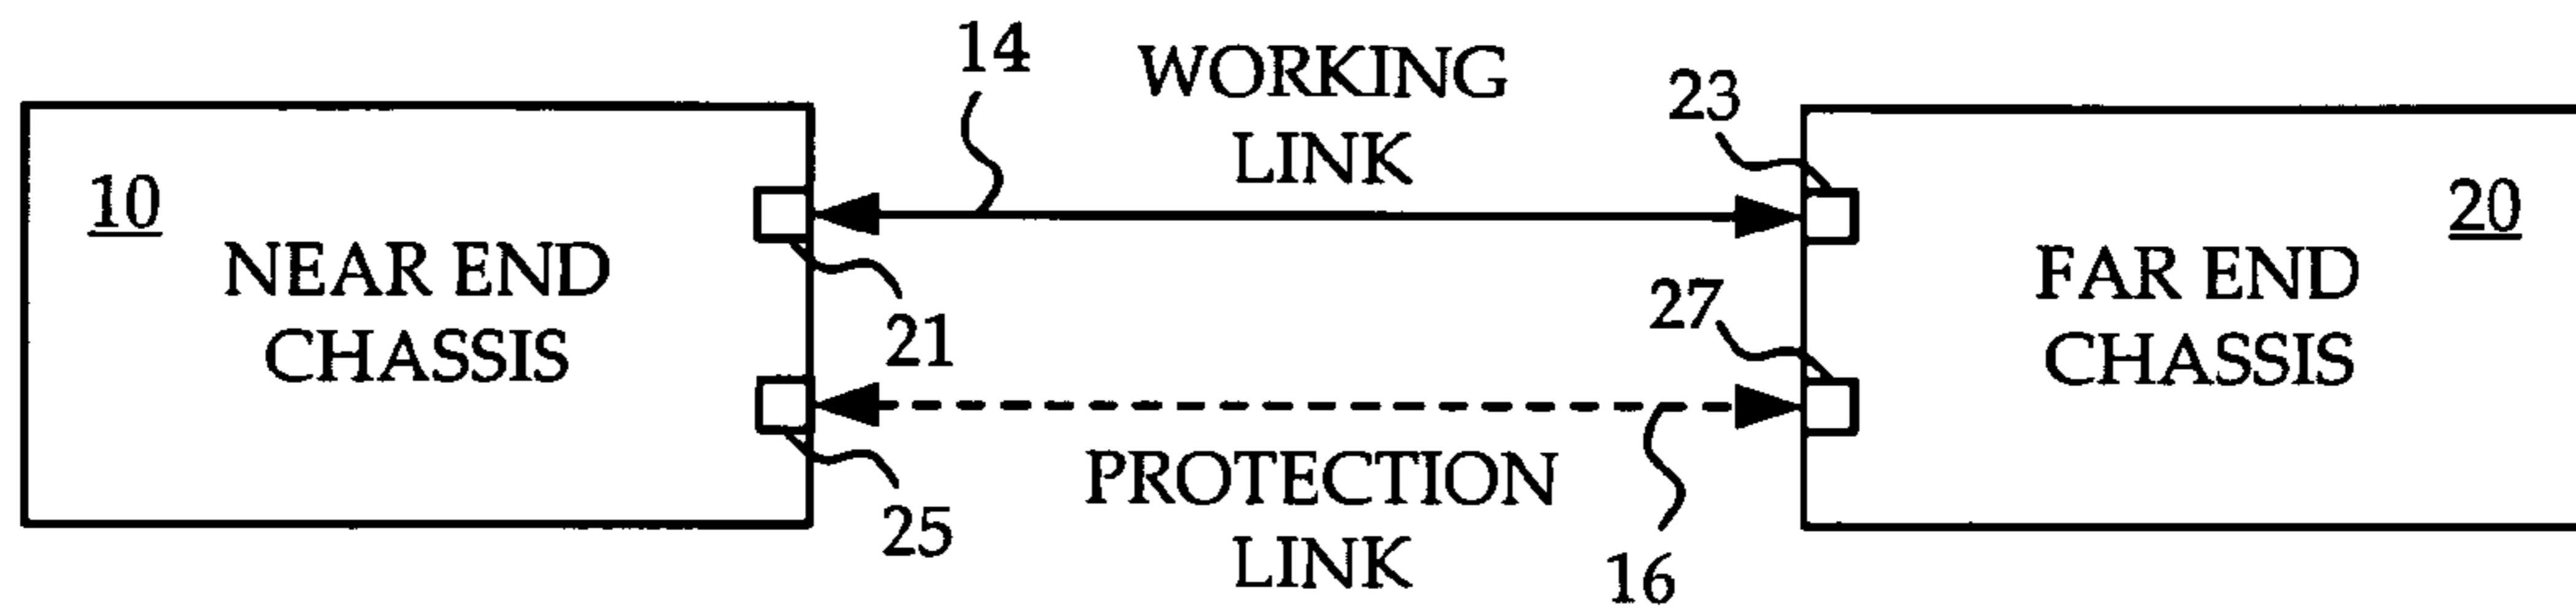 14
WORKING
LINK
23
10
20
NEAR END
CHASSIS
21
27
FAR END
CHASSIS
25
PROTECTION
LINK
16